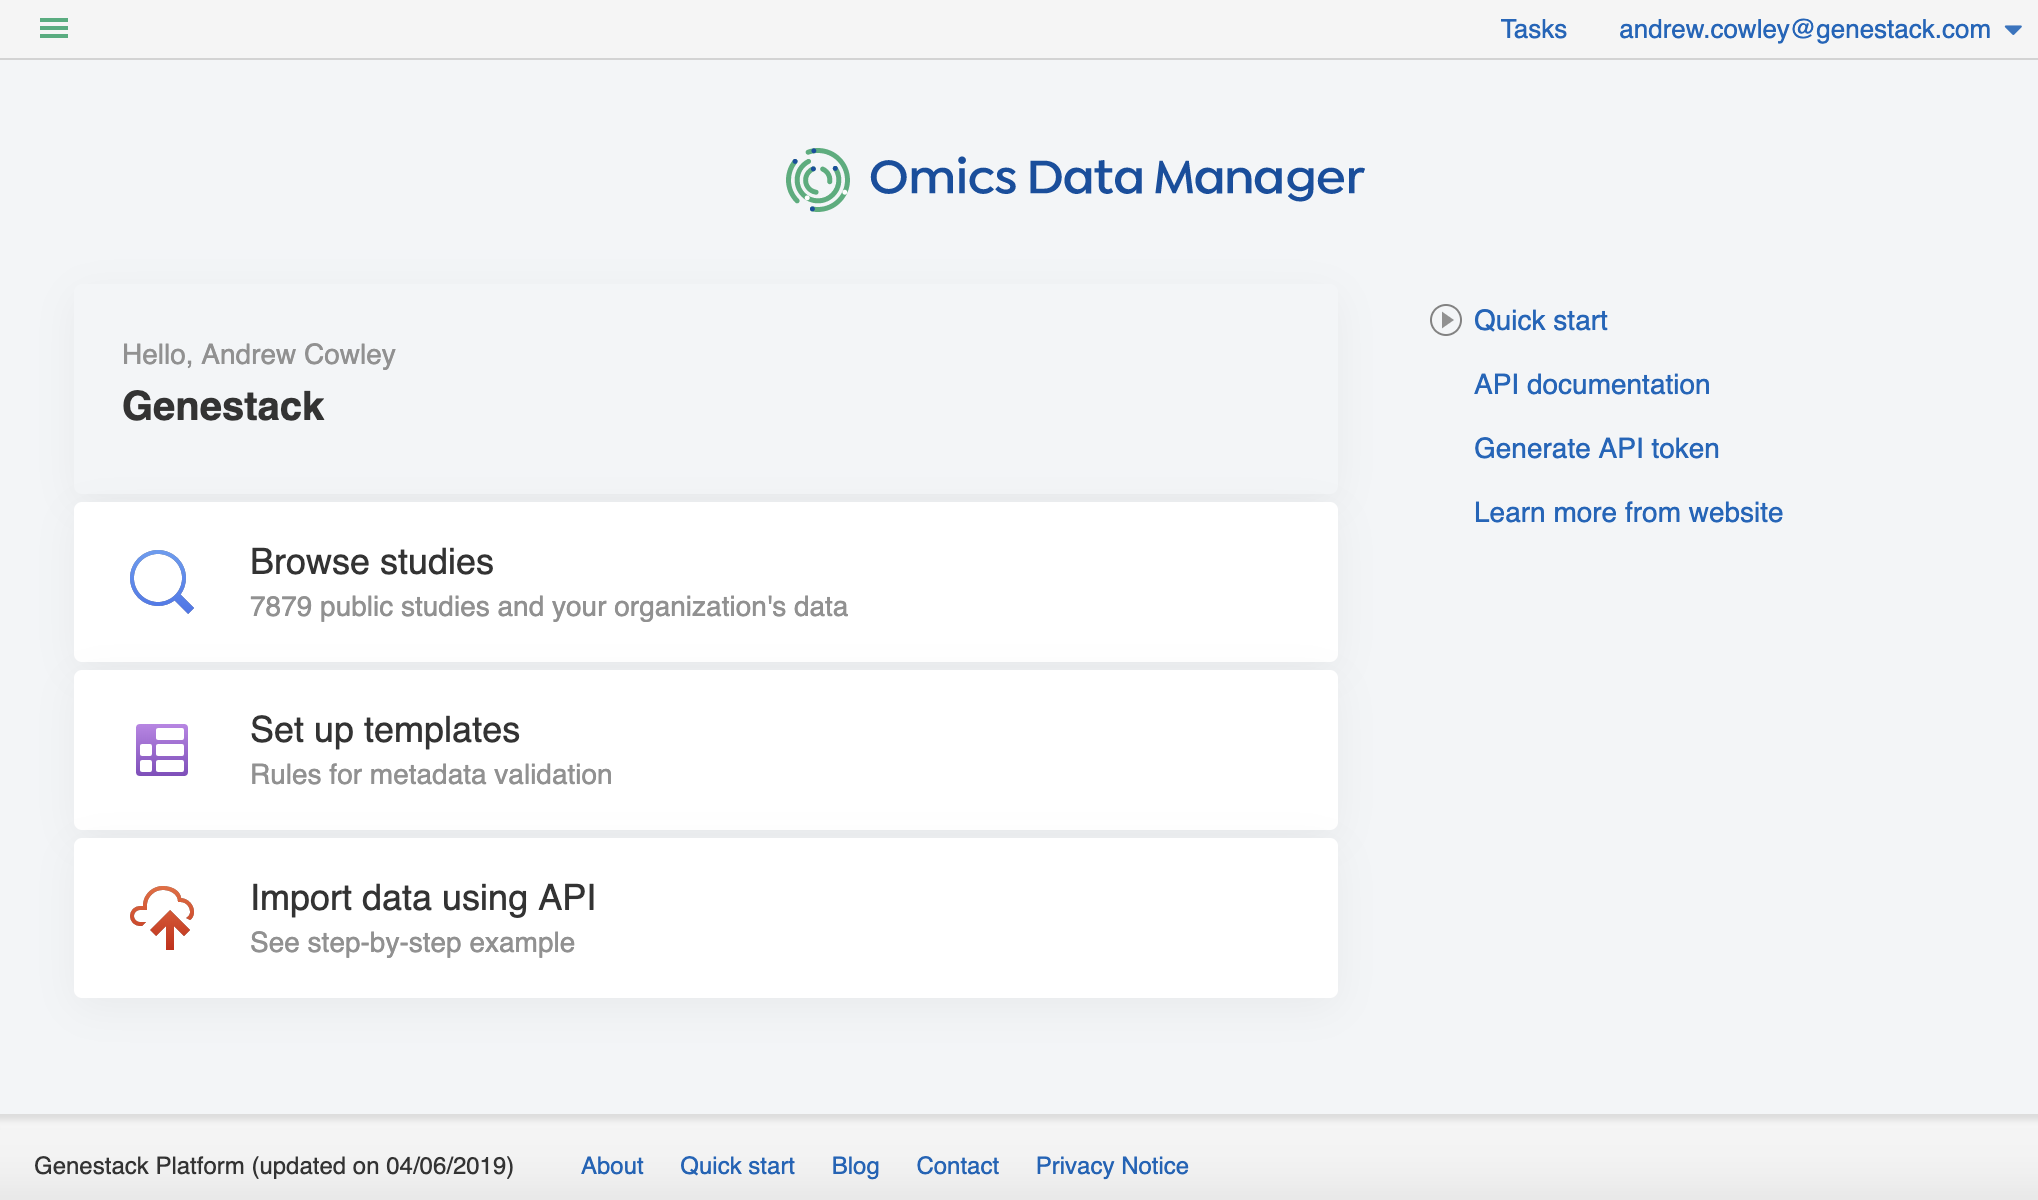 Tasks
andrew.cowley@genestack.com
Omics Data Manager
Hello, Andrew Cowley
Genestack
Browse studies
7879 public studies and your organization's data
Set up templates
Rules for metadata validation
Import data using API
See step-by-step example
Quick start
API documentation
Generate API token
Learn more from website
Genestack Platform (updated on 04/06/2019)
About
Quick start
Blog
Contact
Privacy Notice